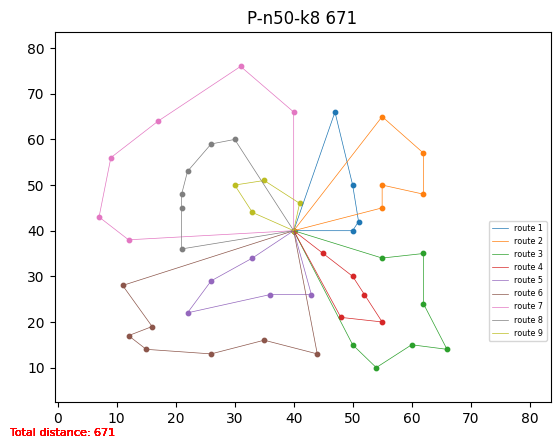 P-n50-k8 671
80
70
60
50
40
30
20
10
0 10 20 30 40 50 60 70 80
route 1
route 2
route 3
route 4
route 5
route 6
route 7
route 8
route 9
Total distance: 671